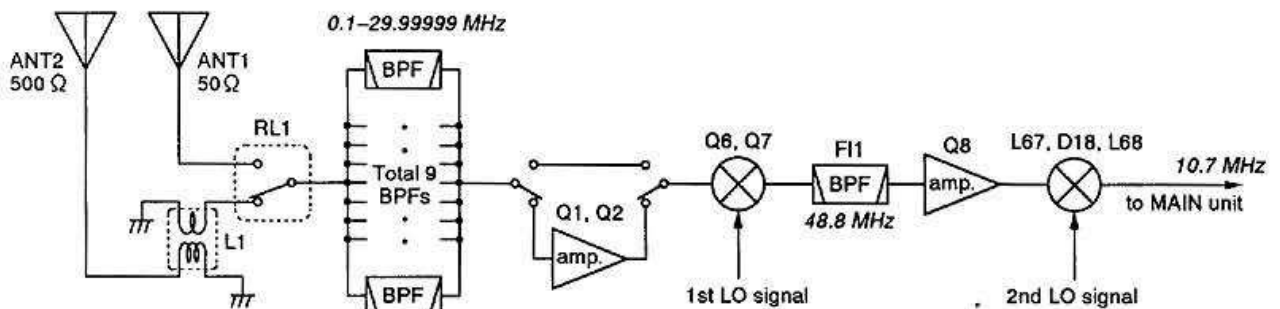 0.1–29.99999 MHz
ANT2
500 Ω
ANT1
50 Ω
BPF
RL1
Total 9
BPFs
Q6, Q7
FI1
Q8
L67, D18, L68
10.7 MHz
BPF
amp.
to MAIN unit
L1
Q1, Q2
48.8 MHz
amp.
BPF
1st LO signal
2nd LO signal